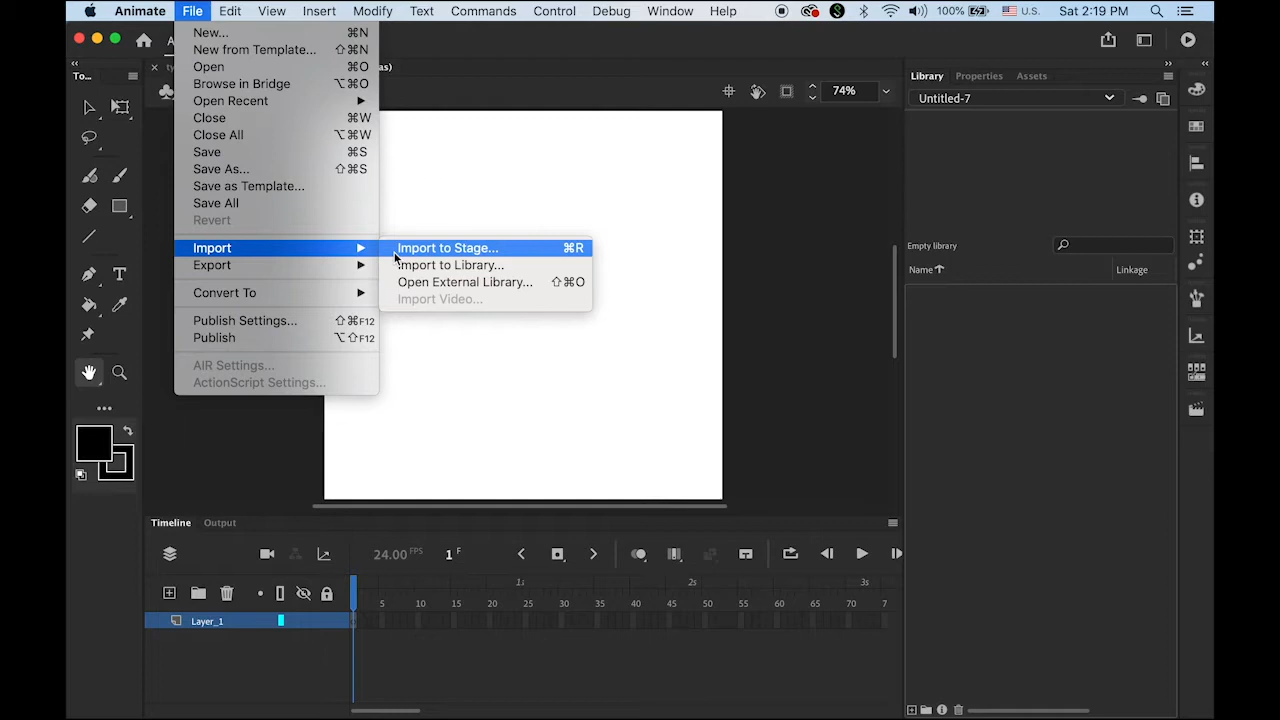 Animate File Edit View Insert Modify Text Commands Control Debug Window Help 100% U.S. Sat 2:19 PM
New... ⌘N
New from Template... ⇧⌘N
Open ⌘O
Browse in Bridge ⌥⌘O
Open Recent
Close ⌘W
Close All ⌥⌘W
Save ⌘S
Save As... ⇧⌘S
Save as Template...
Save All
Revert
Import
Export
Convert To
Publish Settings... ⇧⌘F12
Publish ⌥⇧F12
AIR Settings...
ActionScript Settings...
Import to Stage... ⌘R
Import to Library...
Open External Library... ⇧⌘O
Import Video...
To...
as)
74%
Library Properties Assets
Untitled-7
Empty library
Name Linkage
Timeline Output
24.00 FPS 1 F
1s 2s 3s
5 10 15 20 25 30 35 40 45 50 55 60 65 70 7
Layer_1